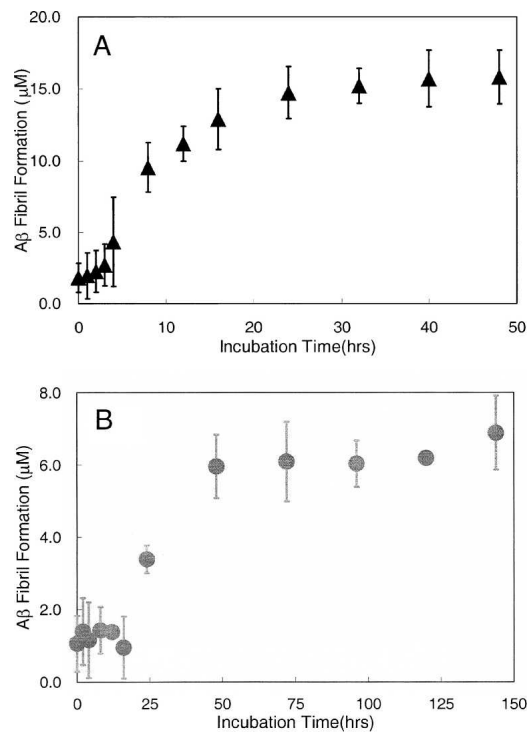 A
Aβ Fibril Formation (μM)
20.0
15.0
10.0
5.0
0.0
0 10 20 30 40 50
Incubation Time(hrs)
B
Aβ Fibril Formation (μM)
8.0
6.0
4.0
2.0
0.0
0 25 50 75 100 125 150
Incubation Time(hrs)